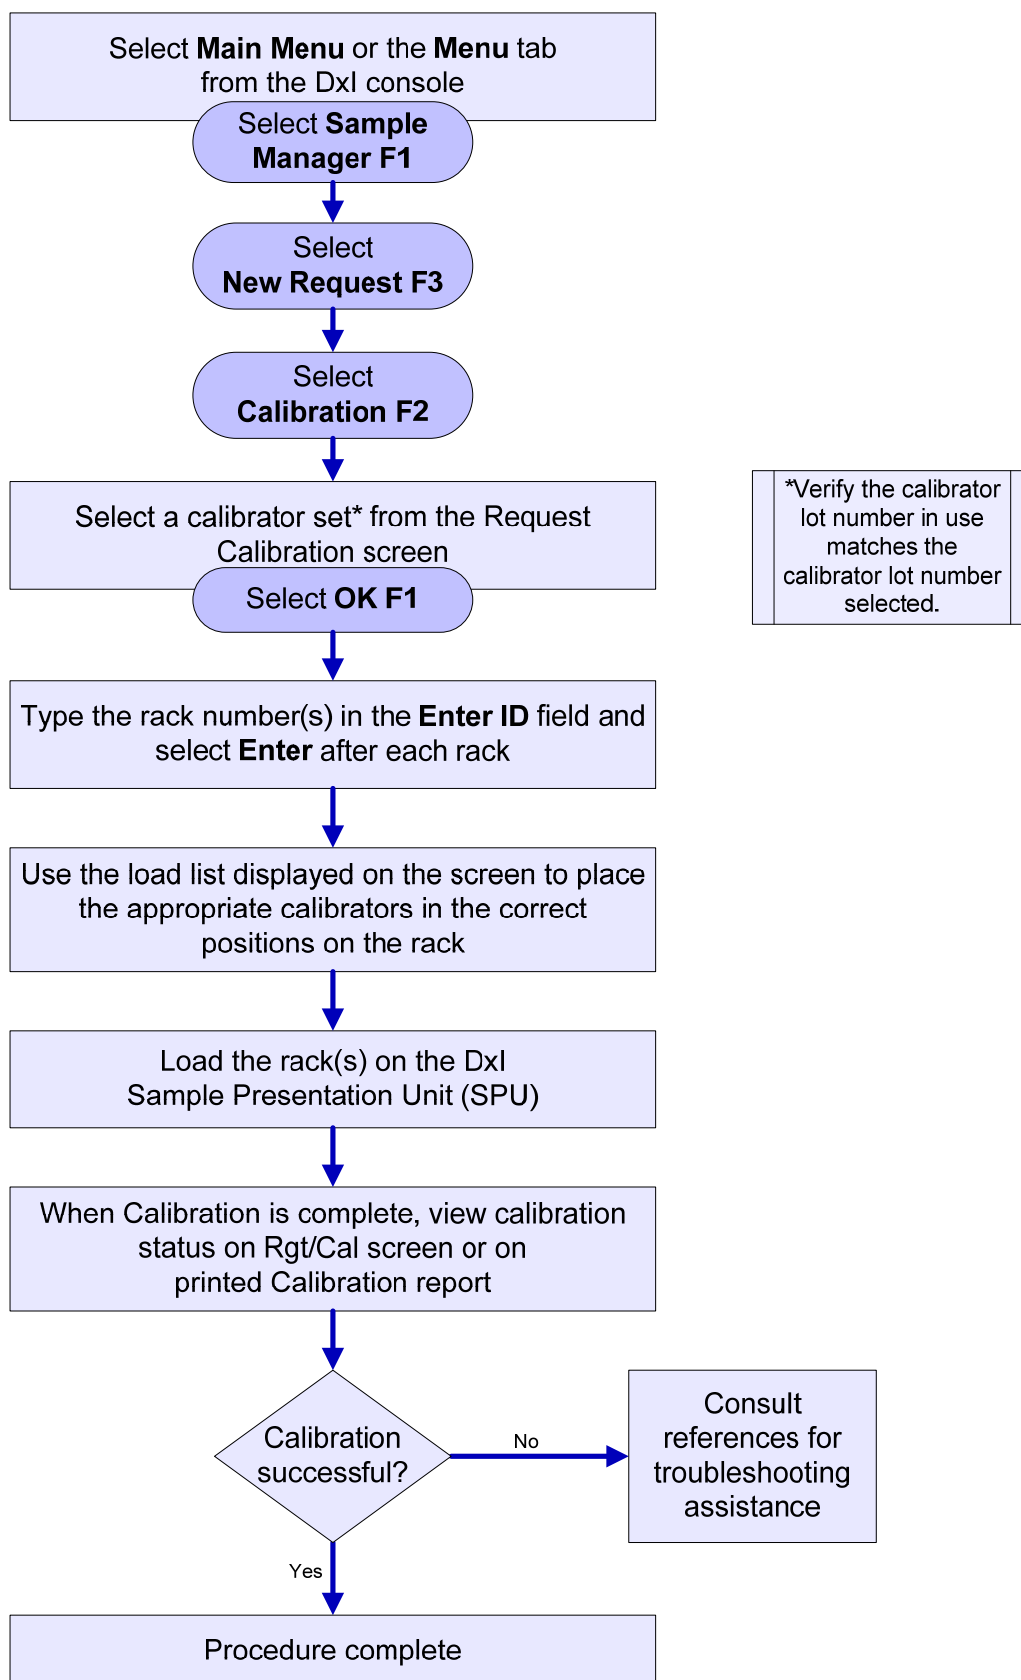 Select Main Menu or the Menu tab
from the DxI console
Select Sample
Manager F1
Select
New Request F3
Select
Calibration F2
Select a calibrator set* from the Request
Calibration screen
Select OK F1
*Verify the calibrator
lot number in use
matches the
calibrator lot number
selected.
Type the rack number(s) in the Enter ID field and
select Enter after each rack
Use the load list displayed on the screen to place
the appropriate calibrators in the correct
positions on the rack
Load the rack(s) on the DxI
Sample Presentation Unit (SPU)
When Calibration is complete, view calibration
status on Rgt/Cal screen or on
printed Calibration report
Calibration
successful?
No
Consult
references for
troubleshooting
assistance
Yes
Procedure complete